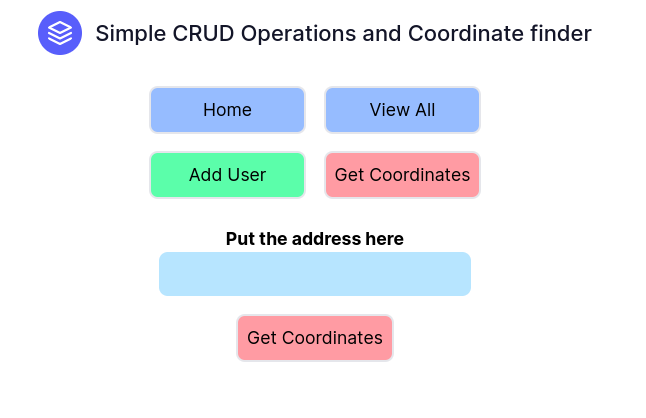 Simple CRUD Operations and Coordinate finder
Home
View All
Add User
Get Coordinates
Put the address here
Get Coordinates